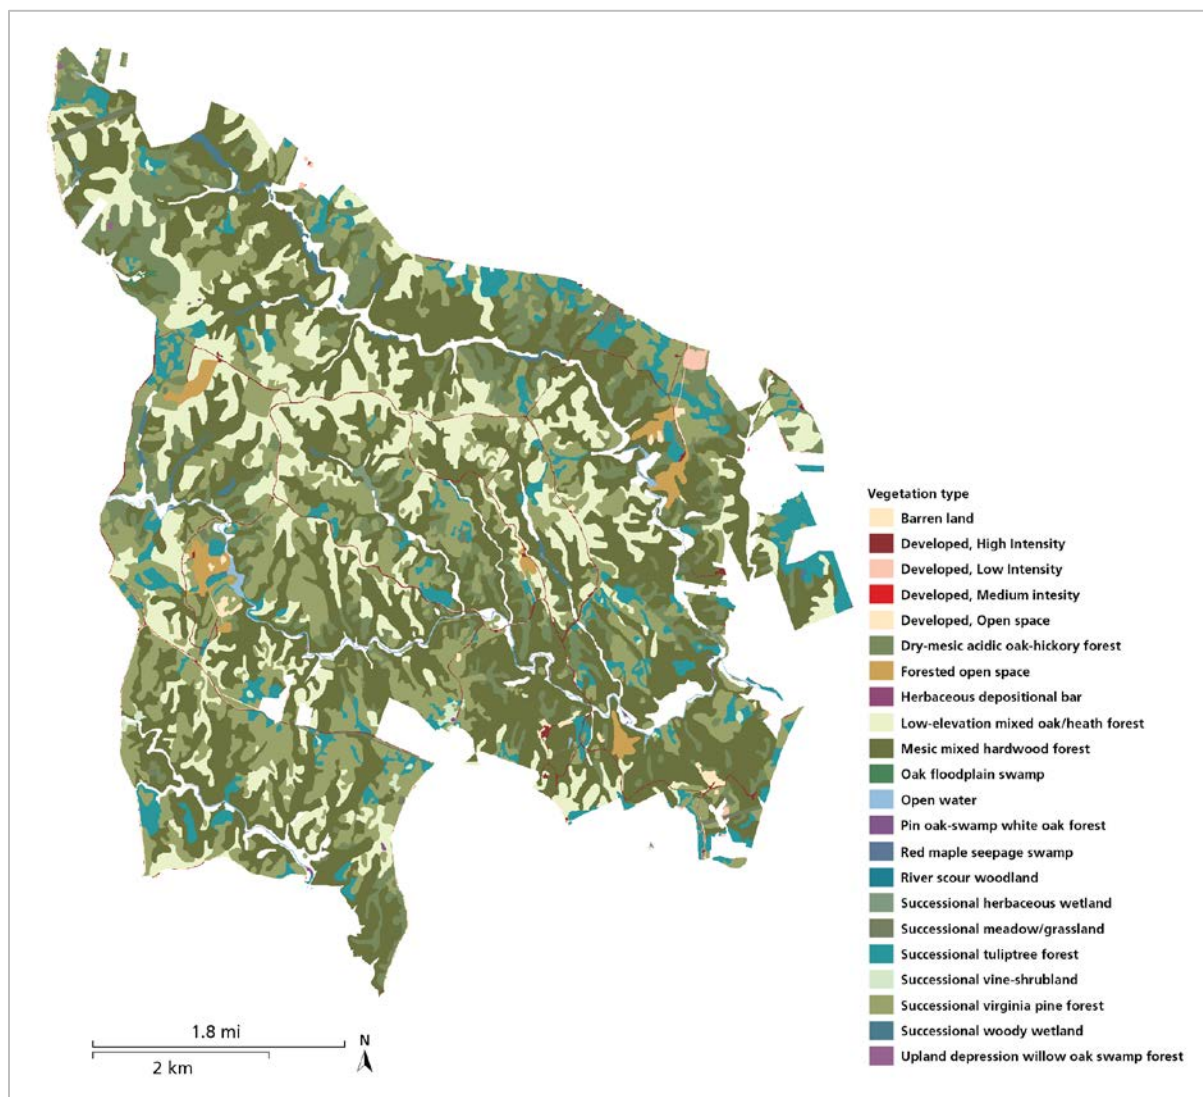 Vegetation type
Barren land
Developed, High Intensity
Developed, Low Intensity
Developed, Medium intesity
Developed, Open space
Dry-mesic acidic oak-hickory forest
Forested open space
Herbaceous depositional bar
Low-elevation mixed oak/heath forest
Mesic mixed hardwood forest
Oak floodplain swamp
Open water
Pin oak-swamp white oak forest
Red maple seepage swamp
River scour woodland
Successional herbaceous wetland
Successional meadow/grassland
Successional tuliptree forest
Successional vine-shrubland
Successional virginia pine forest
Successional woody wetland
Upland depression willow oak swamp forest
1.8 mi
N
2 km